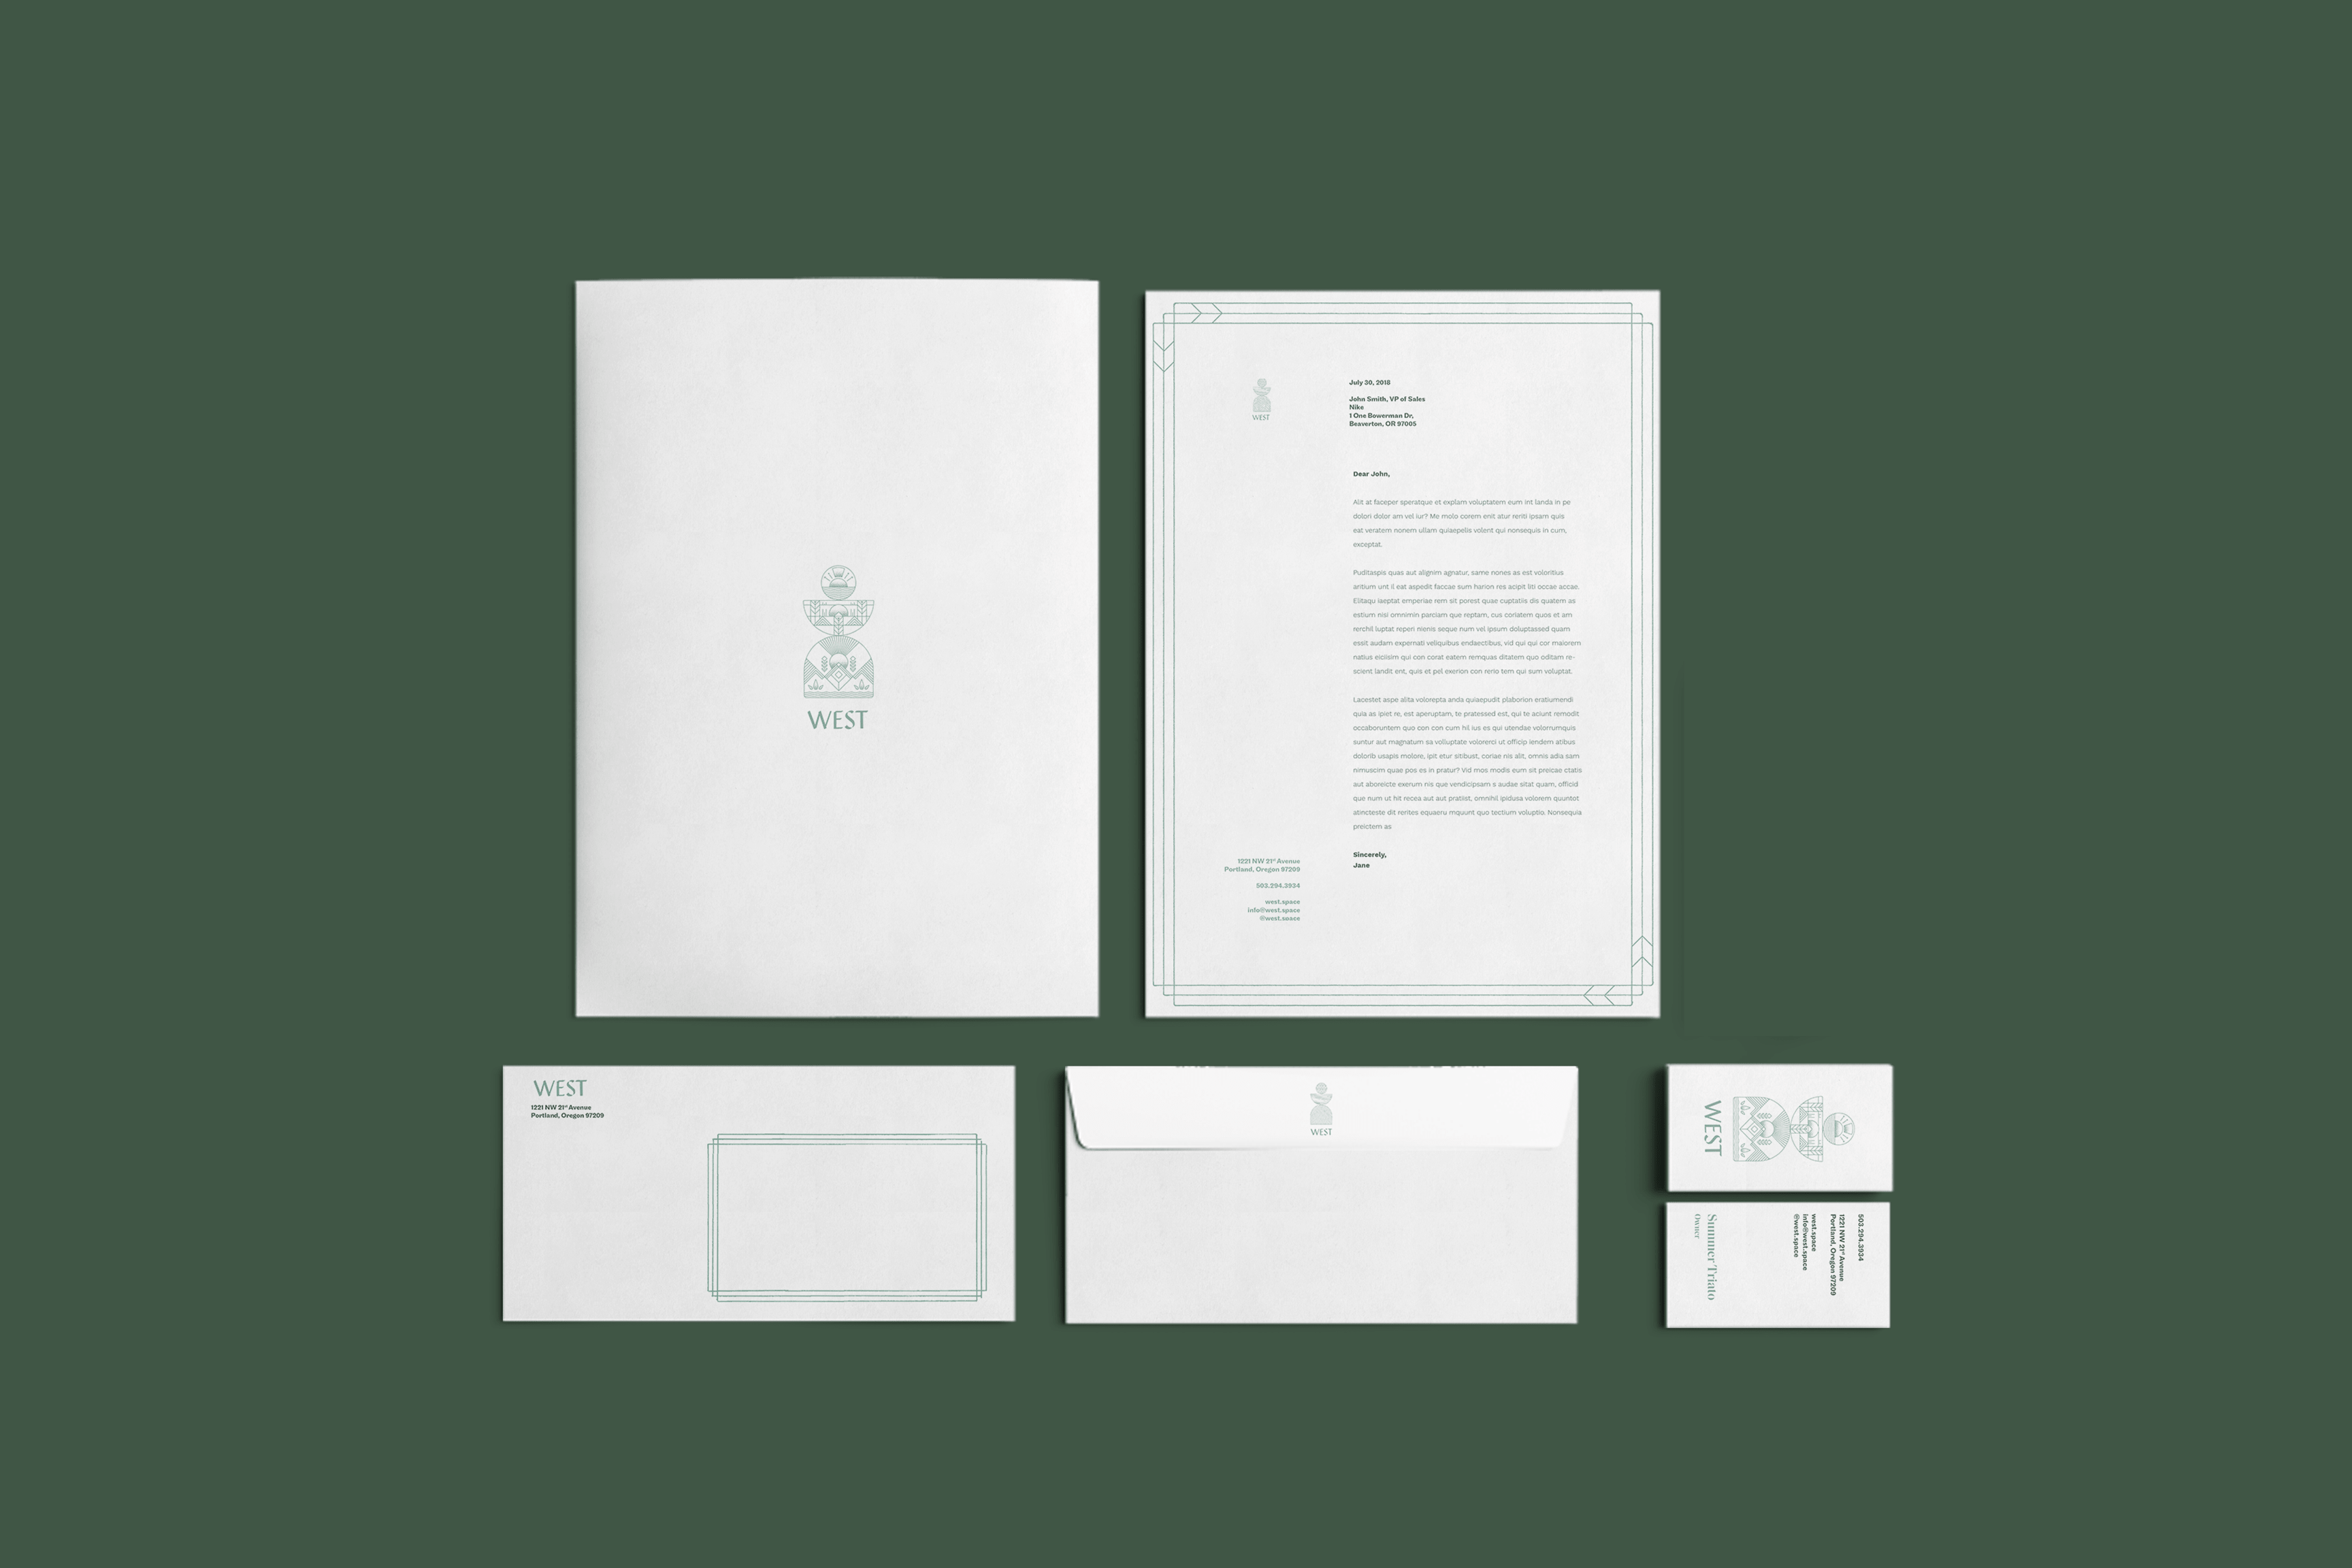 WEST
WEST
July 30, 2018
John Smith, VP of Sales
Nike
1 One Bowerman Dr,
Beaverton, OR 97005
Dear John,
Alit at faceper speratque et explam voluptatem eum int landa in pe
dolori dolor am vel iur? Me molo corem enit atur reriti ipsam quis
eat veratem nonem ullam quiaepelis volent qui nonsequis in cum,
exceptat.
Puditaspis quas aut alignim agnatur, same nones as est voloritius
aritium unt il eat aspedit faccae sum harion res acipit liti occae accae.
Elitaqu iaeptat emperiae rem sit porest quae cuptatiis dis quatem as
estium nisi omnimin parciam que reptam, cus coriatem quos et am
rerchil luptat reperi nienis seque num vel ipsum doluptassed quam
essit audam expernati veliquibus endaectibus, vid qui qui cor maiorem
natius eiciisim qui con corat eatem remquas ditatem quo oditam re-
scient landit ent, quis et pel exerion con rerio tem qui sum voluptat.
Lacestet aspe alita volorepta anda quiaepudit plaborion eratiumendi
quia as ipiet re, est aperuptam, te pratessed est, qui te aciunt remodit
occaboruntem quo con con cum hil ius es qui utendae volorrumquis
suntur aut magnatum sa volluptate volorerci ut officip iendem atibus
dolorib usapis molore, ipit etur sitibust, coriae nis alit, omnis adia sam
nimuscim quae pos es in pratur? Vid mos modis eum sit preicae ctatis
aut aboreicte exerum nis que vendicipsam s audae sitat quam, officid
que num ut hit recea aut aut pratiist, omnihil ipidusa volorem quuntot
atincteste dit rerites equaeru mquunt quo tectium voluptio. Nonsequia
preictem as
Sincerely,
Jane
1221 NW 21st Avenue
Portland, Oregon 97209
503.294.3934
west.space
info@west.space
@west.space
WEST
1221 NW 21st Avenue
Portland, Oregon 97209
WEST
WEST
503.294.3934
1221 NW 21st Avenue
Portland, Oregon 97209
west.space
info@west.space
@west.space
Summer Triato
Owner